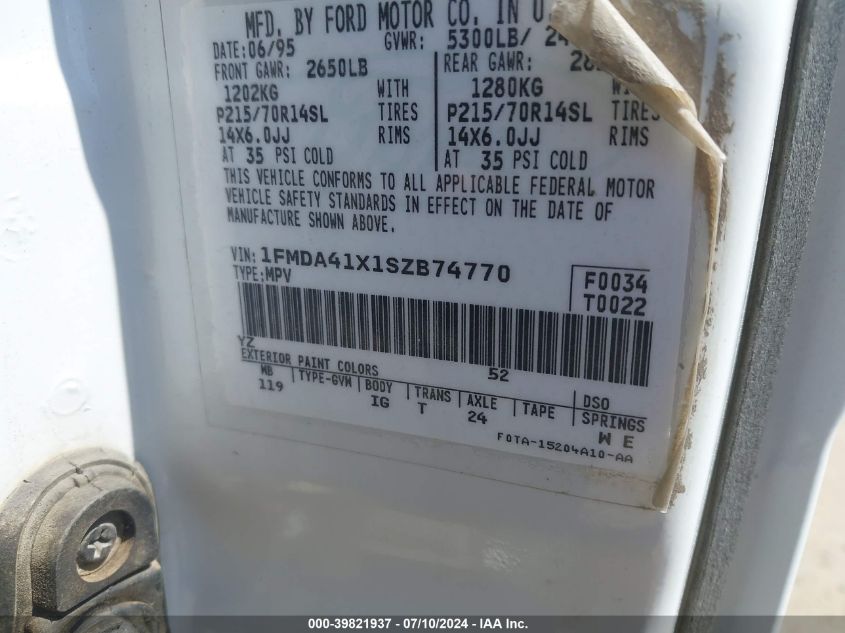 MFD. BY FORD MOTOR CO. IN U.
DATE: 06/95 GVWR: 5300LB/ 24
FRONT GAWR: 2650LB REAR GAWR:
1202KG WITH 1280KG
P215/70R14SL TIRES P215/70R14SL TIRES
14X6.0JJ RIMS 14X6.0JJ RIMS
AT 35 PSI COLD AT 35 PSI COLD
THIS VEHICLE CONFORMS TO ALL APPLICABLE FEDERAL MOTOR
VEHICLE SAFETY STANDARDS IN EFFECT ON THE DATE OF
MANUFACTURE SHOWN ABOVE.
VIN: 1FMDA41X1SZB74770
TYPE: MPV F0034
T0022
YZ 52
EXTERIOR PAINT COLORS DSO
WB TYPE-GVM BODY TRANS AXLE TAPE SPRINGS
119 IG T 24 W E
F0TA-15204A10-AA
000-39821937 - 07/10/2024 - IAA Inc.